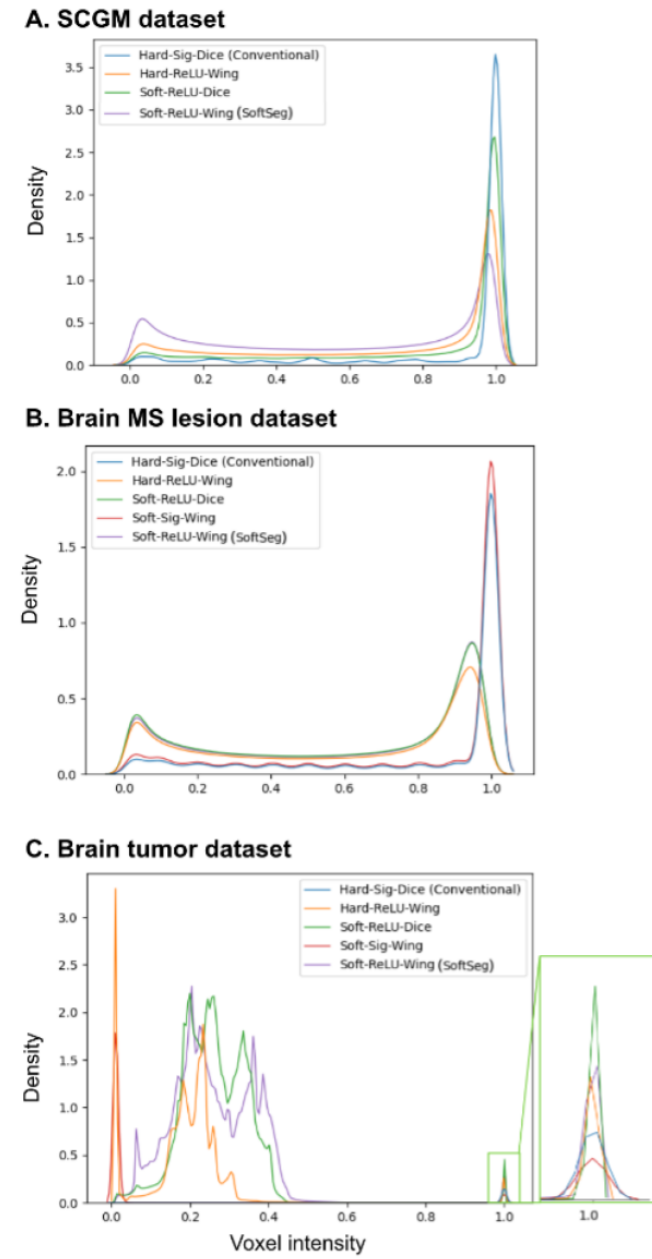 A. SCGM dataset
Hard-Sig-Dice (Conventional)
Hard-ReLU-Wing
Soft-ReLU-Dice
Soft-ReLU-Wing (SoftSeg)
3.5
3.0
2.5
2.0
1.5
1.0
0.5
0.0
Density
0.0 0.2 0.4 0.6 0.8 1.0
B. Brain MS lesion dataset
Hard-Sig-Dice (Conventional)
Hard-ReLU-Wing
Soft-ReLU-Dice
Soft-Sig-Wing
Soft-ReLU-Wing (SoftSeg)
2.0
1.5
1.0
0.5
0.0
Density
0.0 0.2 0.4 0.6 0.8 1.0
C. Brain tumor dataset
Hard-Sig-Dice (Conventional)
Hard-ReLU-Wing
Soft-ReLU-Dice
Soft-Sig-Wing
Soft-ReLU-Wing (SoftSeg)
3.0
2.5
2.0
1.5
1.0
0.5
0.0
Density
0.0 0.2 0.4 0.6 0.8 1.0 1.0
Voxel intensity